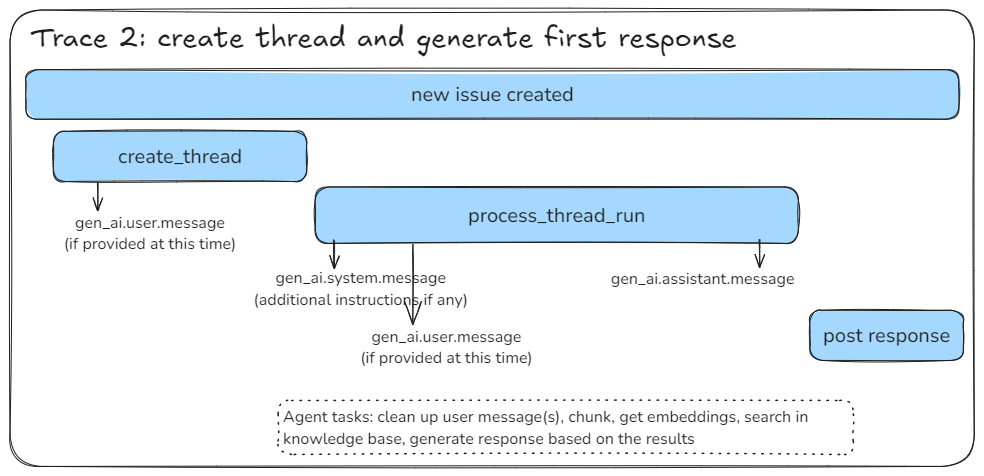 Trace 2: create thread and generate first response
new issue created
create_thread
gen_ai.user.message
(if provided at this time)
process_thread_run
gen_ai.system.message
(additional instructions if any)
gen_ai.user.message
(if provided at this time)
gen_ai.assistant.message
post response
Agent tasks: clean up user message(s), chunk, get embeddings, search in
knowledge base, generate response based on the results